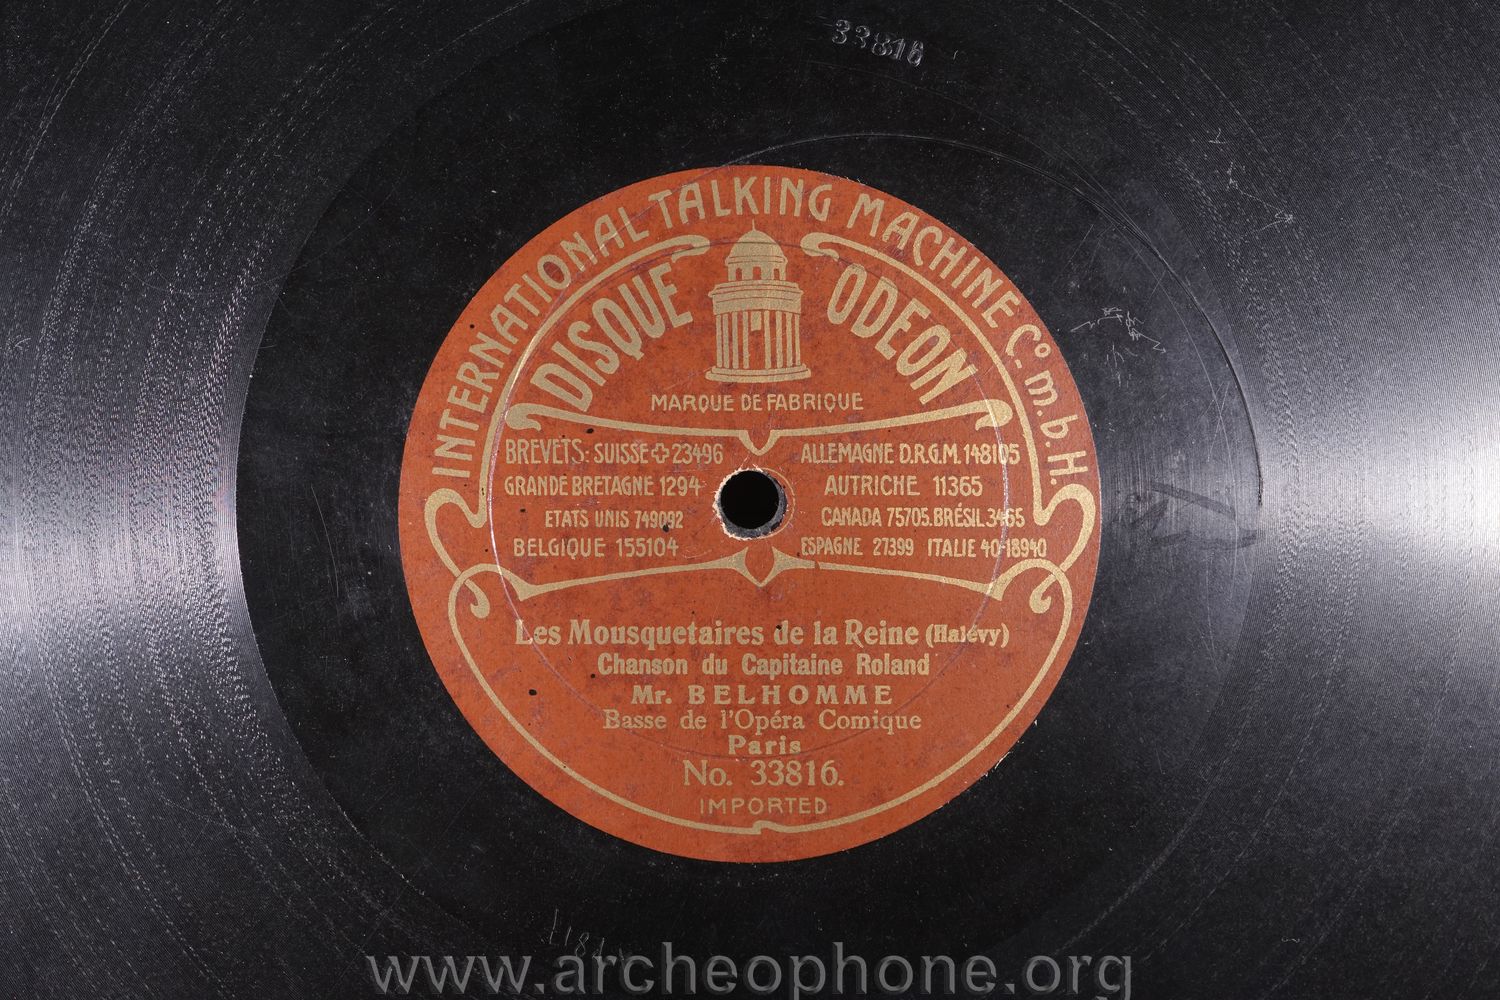 33816
INTERNATIONAL TALKING MACHINE Co. m.b.H.
DISQUE ODEON
MARQUE DE FABRIQUE
BREVETS: SUISSE 23496 ALLEMAGNE D.R.G.M. 148105
GRANDE BRETAGNE 1294 AUTRICHE 11365
ETATS UNIS 749092 CANADA 75705. BRÉSIL 3465
BELGIQUE 155104 ESPAGNE 27399 ITALIE 40-18940
Les Mousquetaires de la Reine (Halévy)
Chanson du Capitaine Roland
Mr. BELHOMME
Basse de l'Opéra Comique
Paris
No. 33816.
IMPORTED
www.archeophone.org